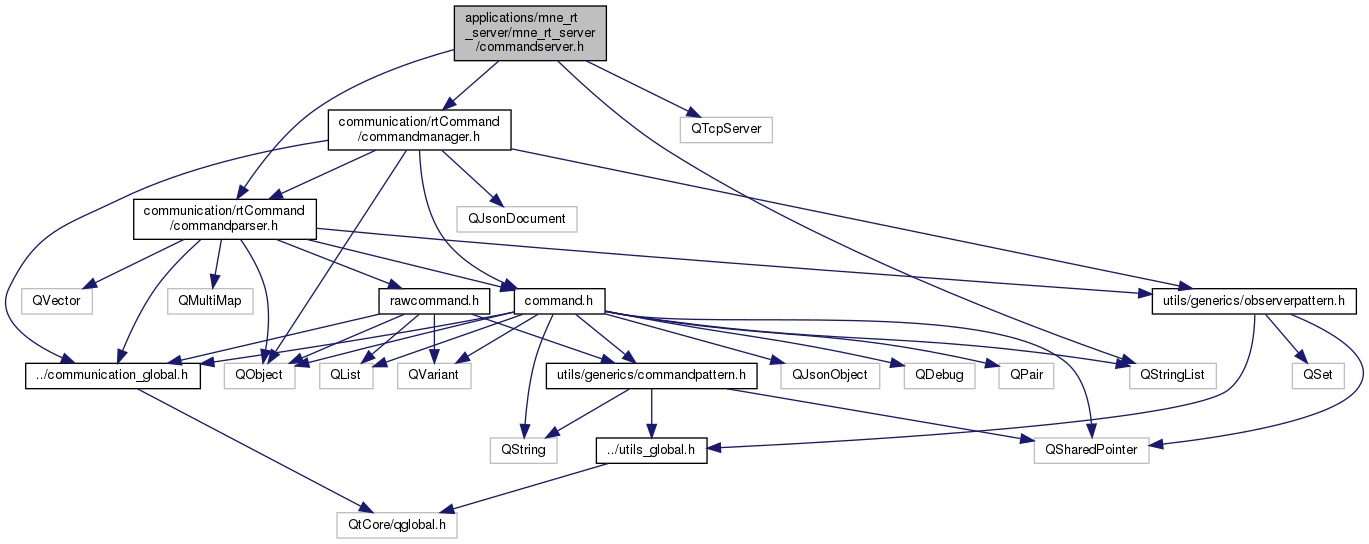 applications/mne_rt
_server/mne_rt_server
/commandserver.h
communication/rtCommand
/commandmanager.h
QTcpServer
communication/rtCommand
/commandparser.h
QJsonDocument
QVector
QMultiMap
rawcommand.h
command.h
utils/generics/observerpattern.h
../communication_global.h
QObject
QList
QVariant
utils/generics/commandpattern.h
QJsonObject
QDebug
QPair
QStringList
QSet
QString
../utils_global.h
QSharedPointer
QtCore/qglobal.h